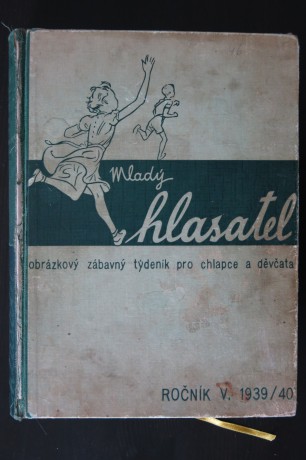 Mladý
hlasatel
obrázkový zábavný týdeník pro chlapce a děvčata
ROČNÍK V. 1939/40